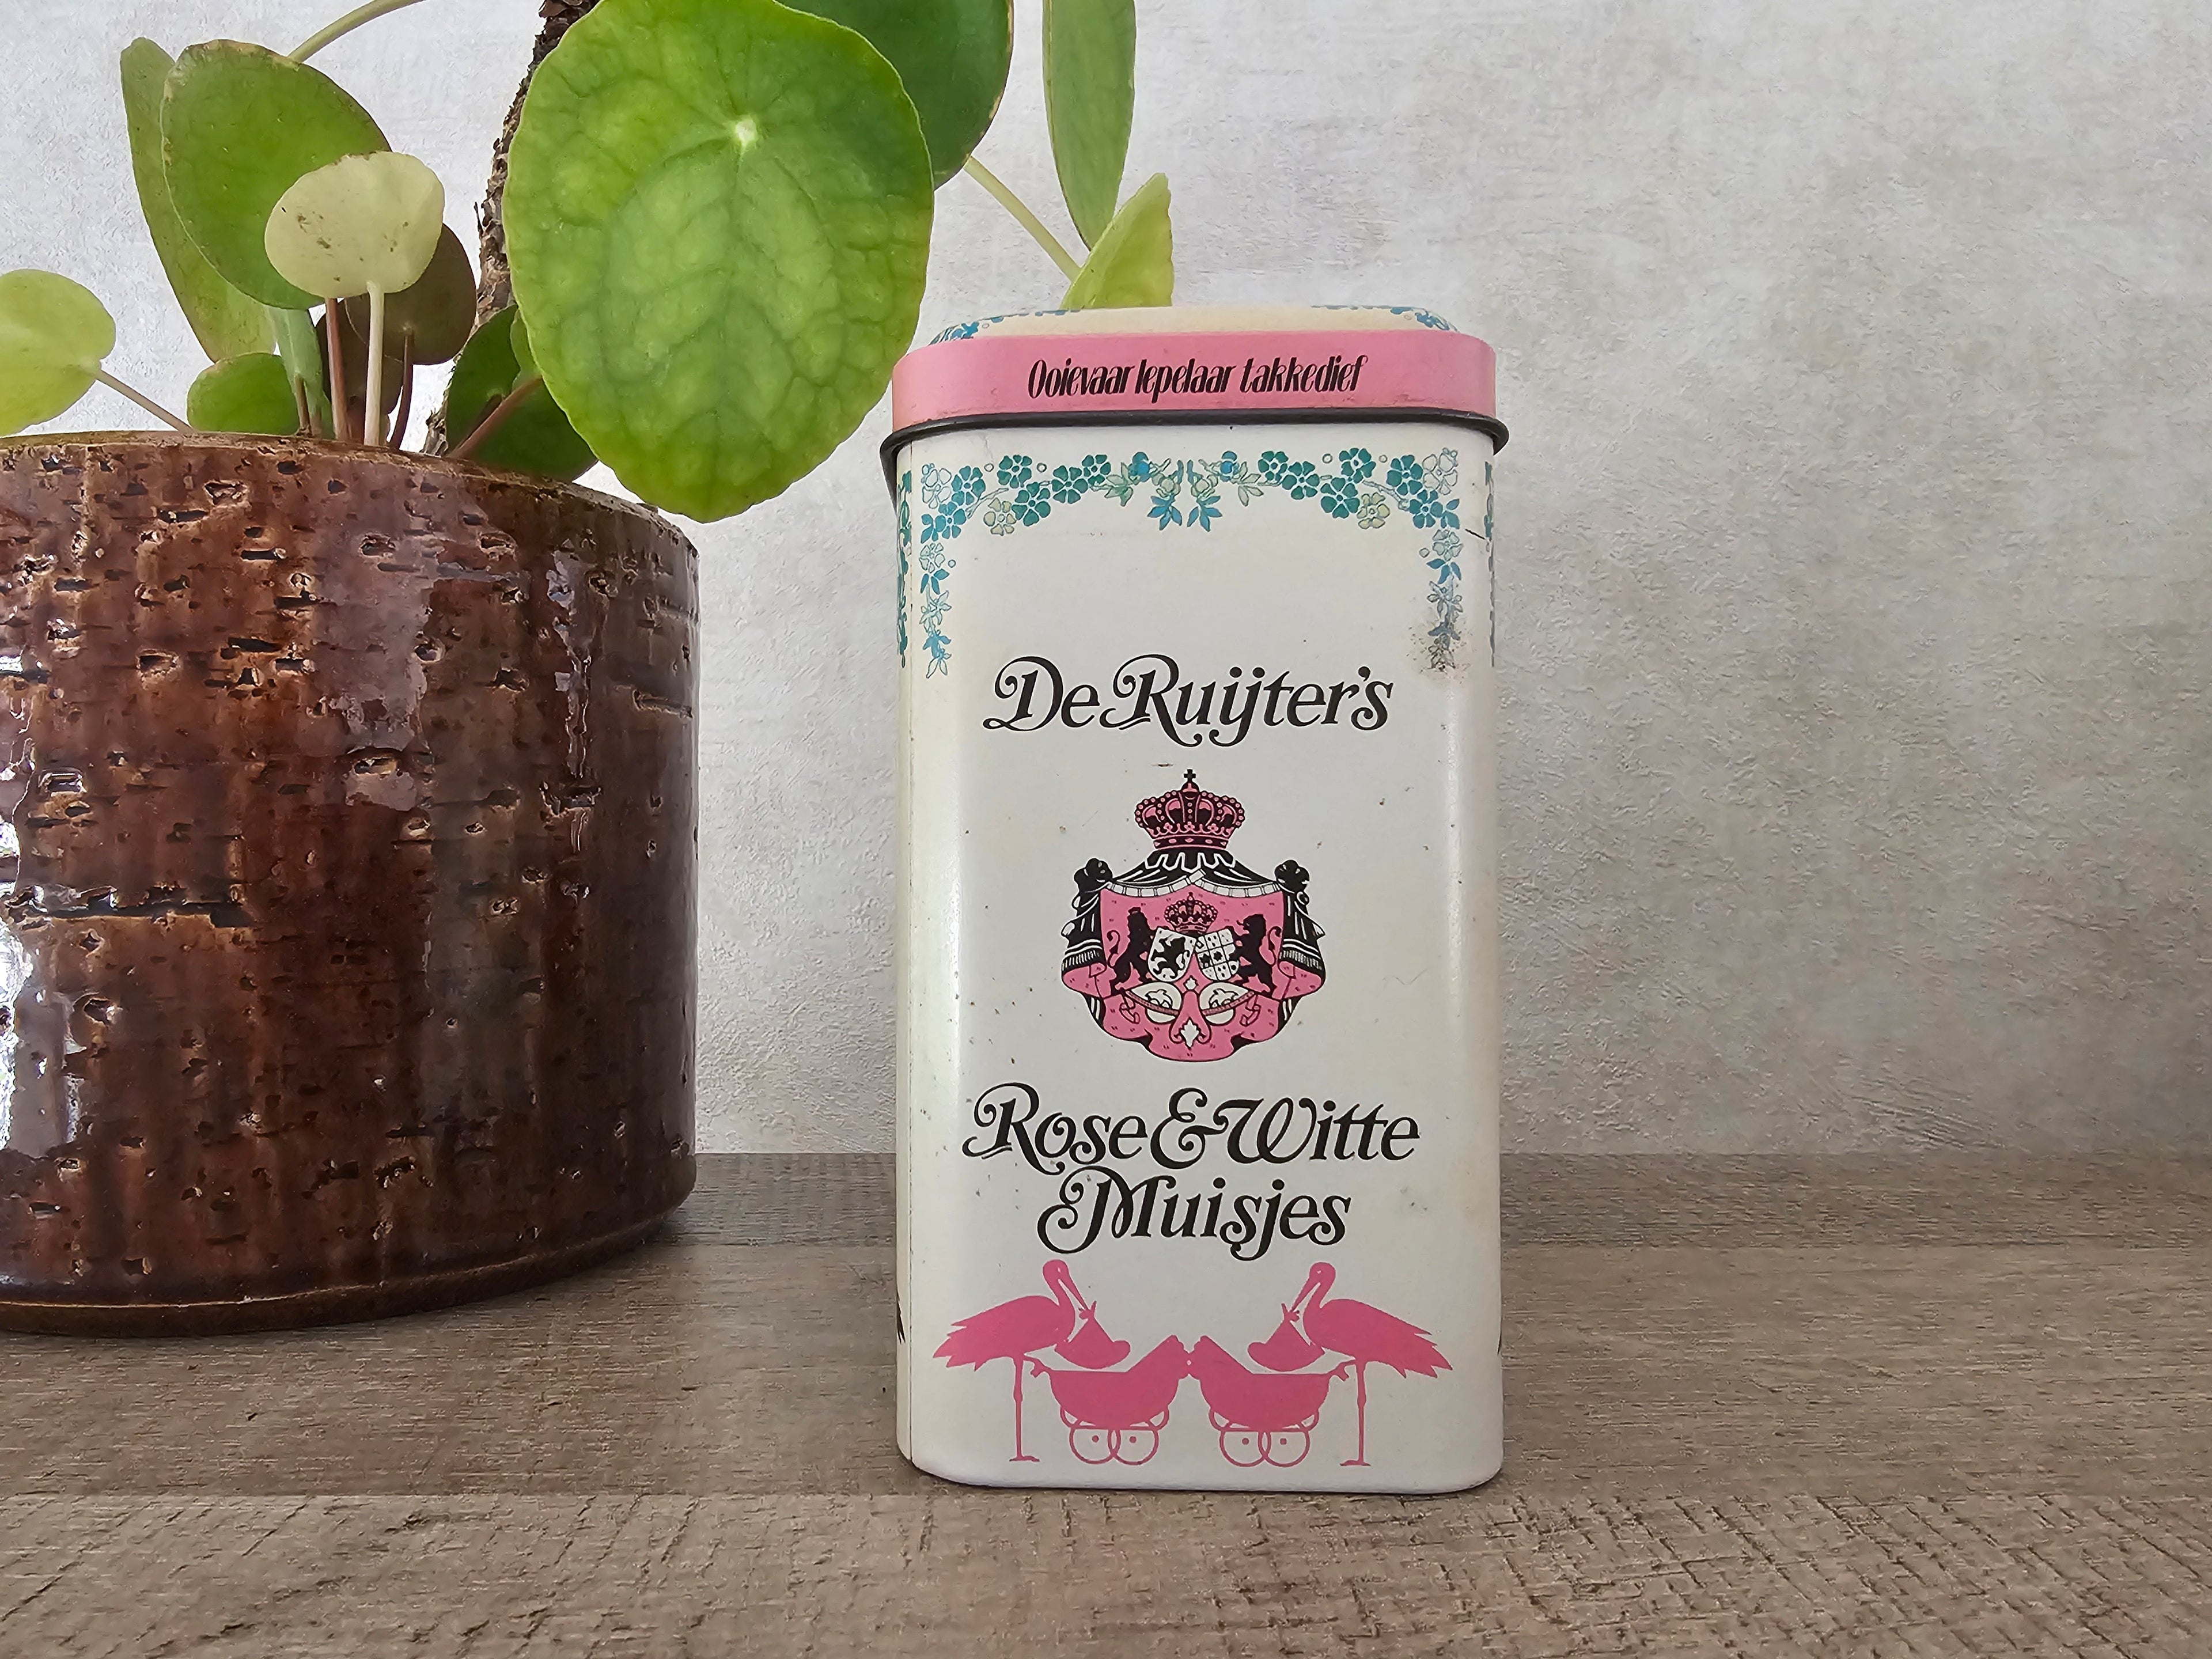 Ooievaar lepelaar takkedief
De Ruijter's
Rose & Witte
Muisjes